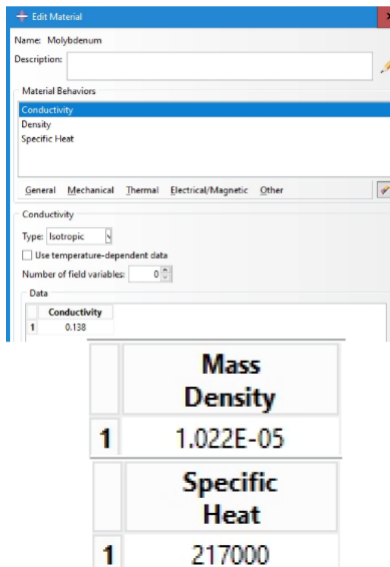 Edit Material
Name: Molybdenum
Description:
Material Behaviors
Conductivity
Density
Specific Heat
General Mechanical Thermal Electrical/Magnetic Other
Conductivity
Type: Isotropic
Use temperature-dependent data
Number of field variables: 0
Data
Conductivity
1 0.138
Mass
Density
1 1.022E-05
Specific
Heat
1 217000